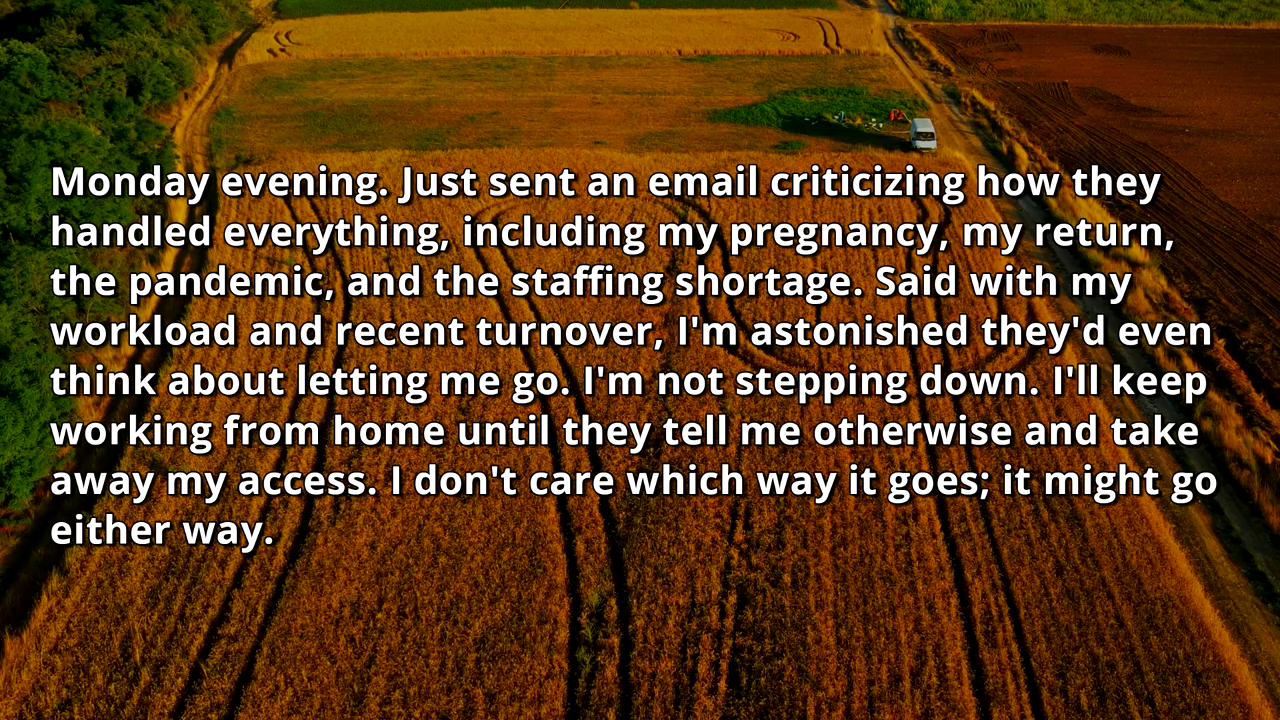 Monday evening. Just sent an email criticizing how they
handled everything, including my pregnancy, my return,
the pandemic, and the staffing shortage. Said with my
workload and recent turnover, I'm astonished they'd even
think about letting me go. I'm not stepping down. I'll keep
working from home until they tell me otherwise and take
away my access. I don't care which way it goes; it might go
either way.